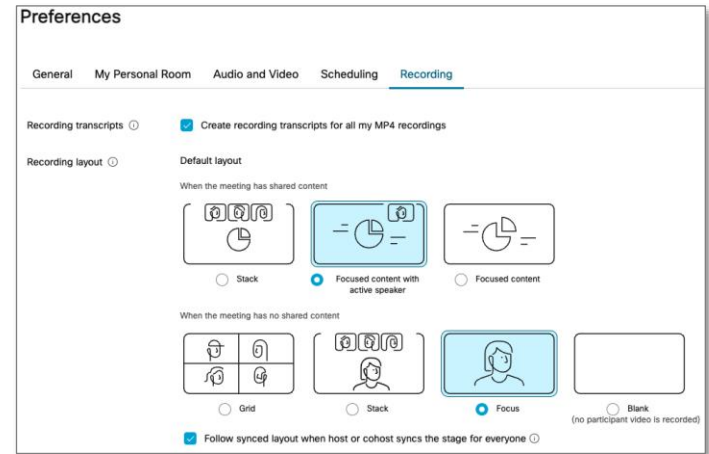 Preferences
General My Personal Room Audio and Video Scheduling Recording
Recording transcripts Create recording transcripts for all my MP4 recordings
Recording layout Default layout
When the meeting has shared content
Stack Focused content with active speaker Focused content
When the meeting has no shared content
Grid Stack Focus Blank
(no participant video is recorded)
Follow synced layout when host or cohost syncs the stage for everyone